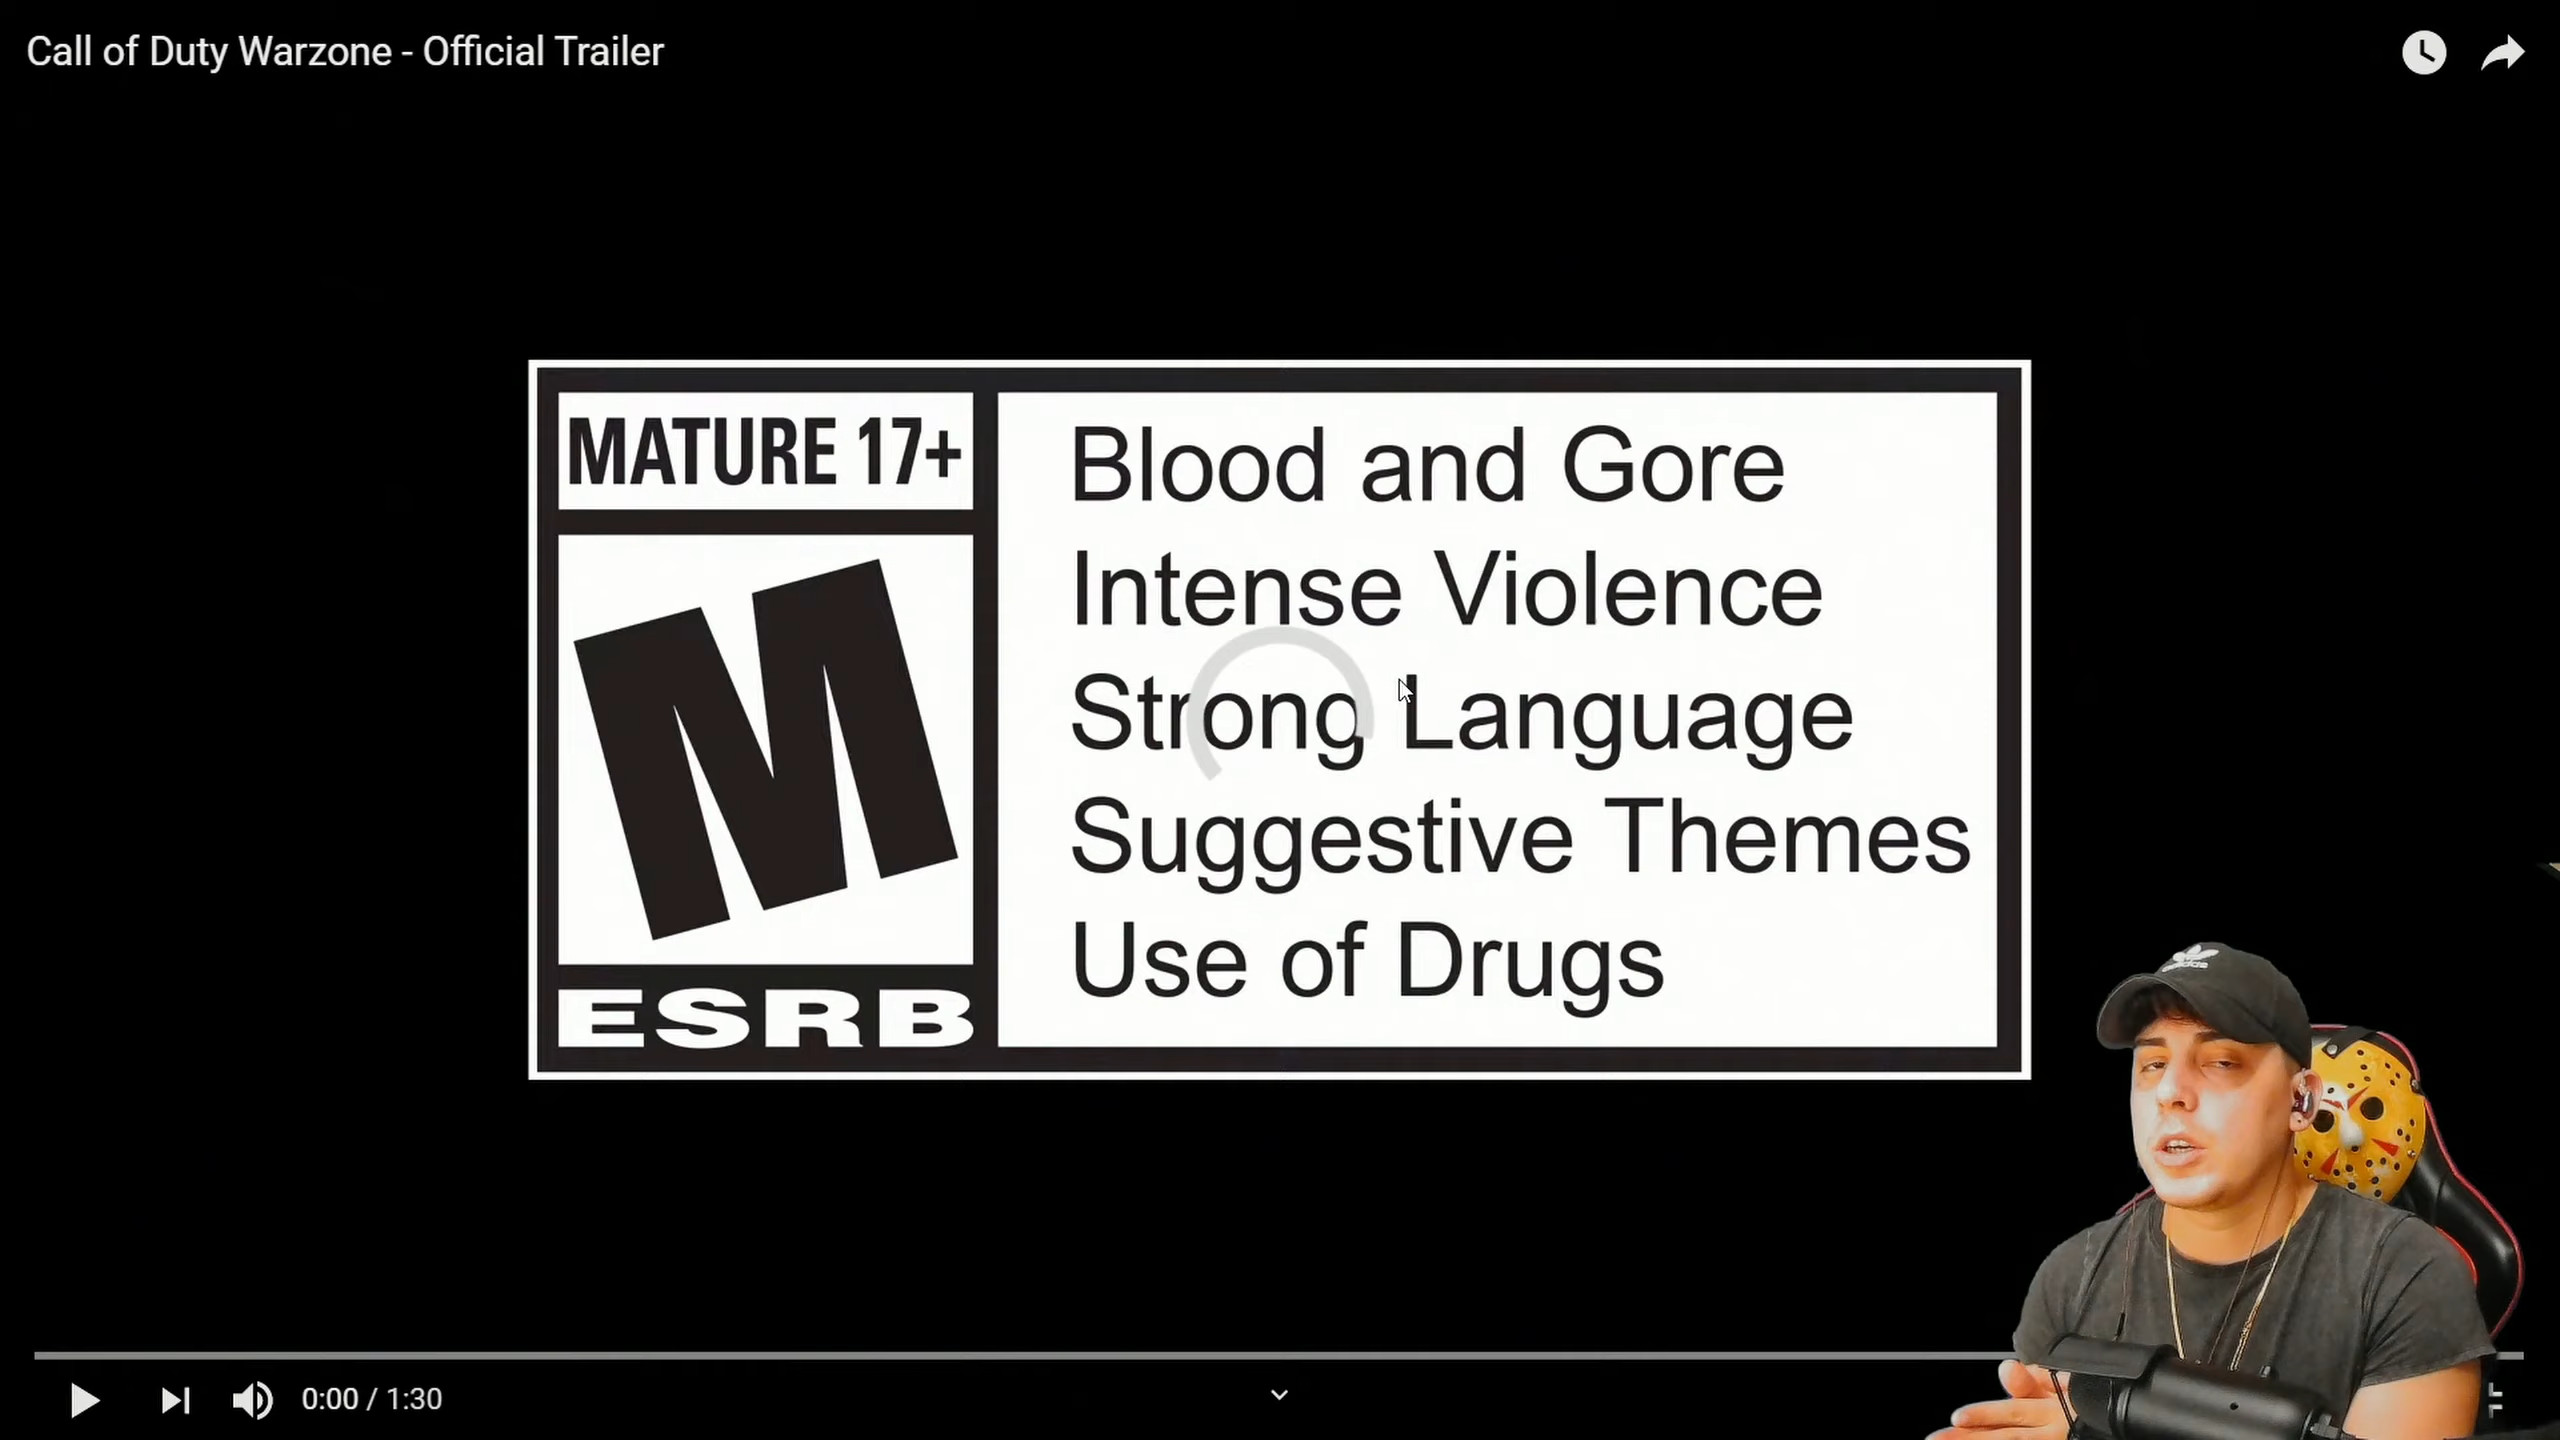 Call of Duty Warzone - Official Trailer
MATURE 17+
M
ESRB
Blood and Gore
Intense Violence
Strong Language
Suggestive Themes
Use of Drugs
adidas
0:00 / 1:30